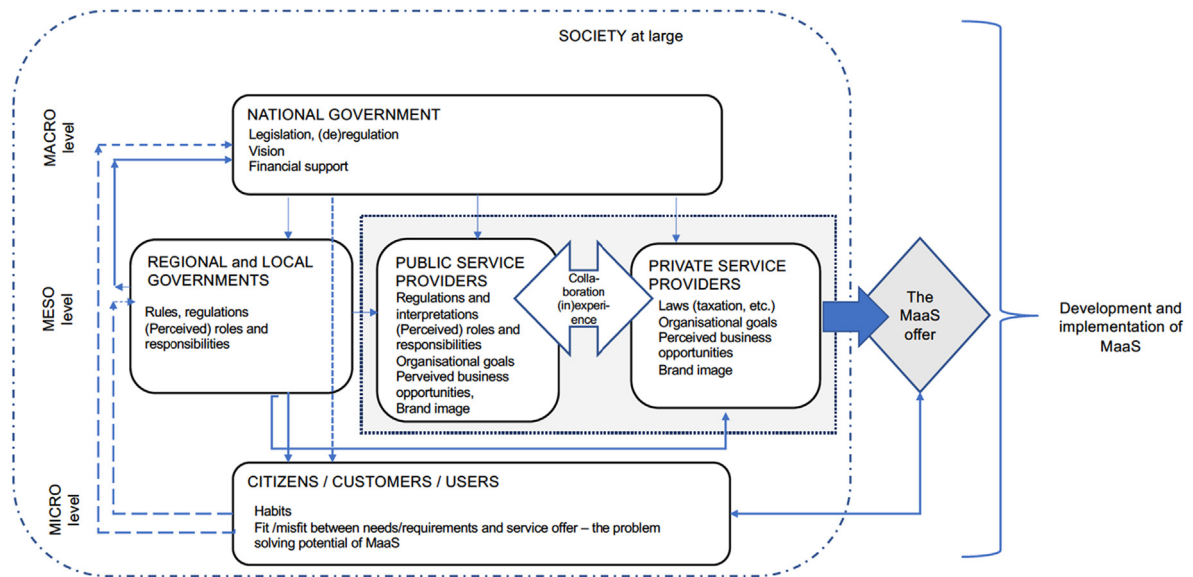 SOCIETY at large
MACRO
level
NATIONAL GOVERNMENT
Legislation, (de)regulation
Vision
Financial support
MESO
level
REGIONAL and LOCAL
GOVERNMENTS
Rules, regulations
(Perceived) roles and
responsibilities
PUBLIC SERVICE
PROVIDERS
Regulations and
interpretations
(Perceived) roles and
responsibilities
Organisational goals
Perveived business
opportunities,
Brand image
Colla-
boration
(in)experi-
ence
PRIVATE SERVICE
PROVIDERS
Laws (taxation, etc.)
Organisational goals
Perceived business
opportunities
Brand image
The
MaaS
offer
Development and
implementation of
MaaS
MICRO
level
CITIZENS / CUSTOMERS / USERS
Habits
Fit /misfit between needs/requirements and service offer – the problem
solving potential of MaaS